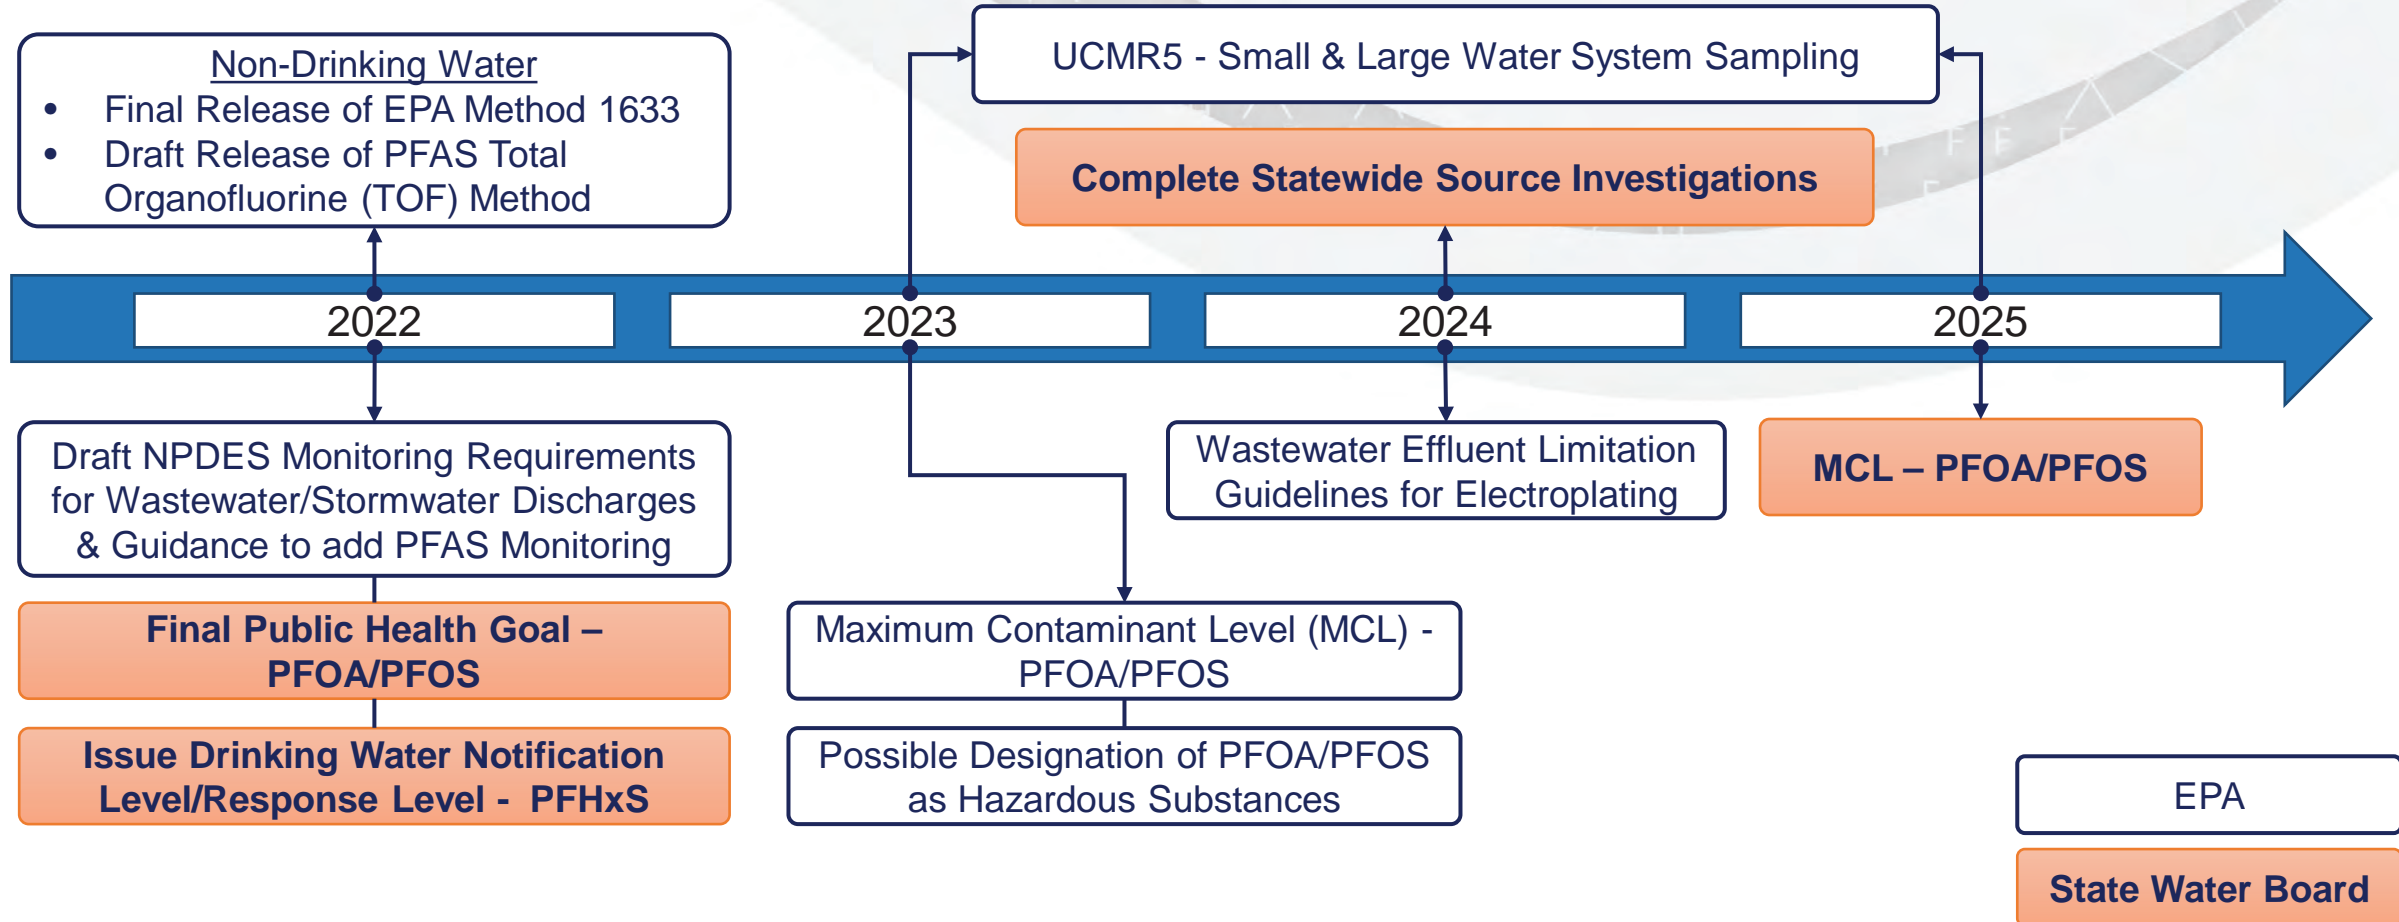 Non-Drinking Water
• Final Release of EPA Method 1633
• Draft Release of PFAS Total
Organofluorine (TOF) Method
UCMR5 - Small & Large Water System Sampling
Complete Statewide Source Investigations
2022
2023
2024
2025
Draft NPDES Monitoring Requirements
for Wastewater/Stormwater Discharges
& Guidance to add PFAS Monitoring
Final Public Health Goal –
PFOA/PFOS
Issue Drinking Water Notification
Level/Response Level - PFHxS
Maximum Contaminant Level (MCL) -
PFOA/PFOS
Possible Designation of PFOA/PFOS
as Hazardous Substances
Wastewater Effluent Limitation
Guidelines for Electroplating
MCL – PFOA/PFOS
EPA
State Water Board